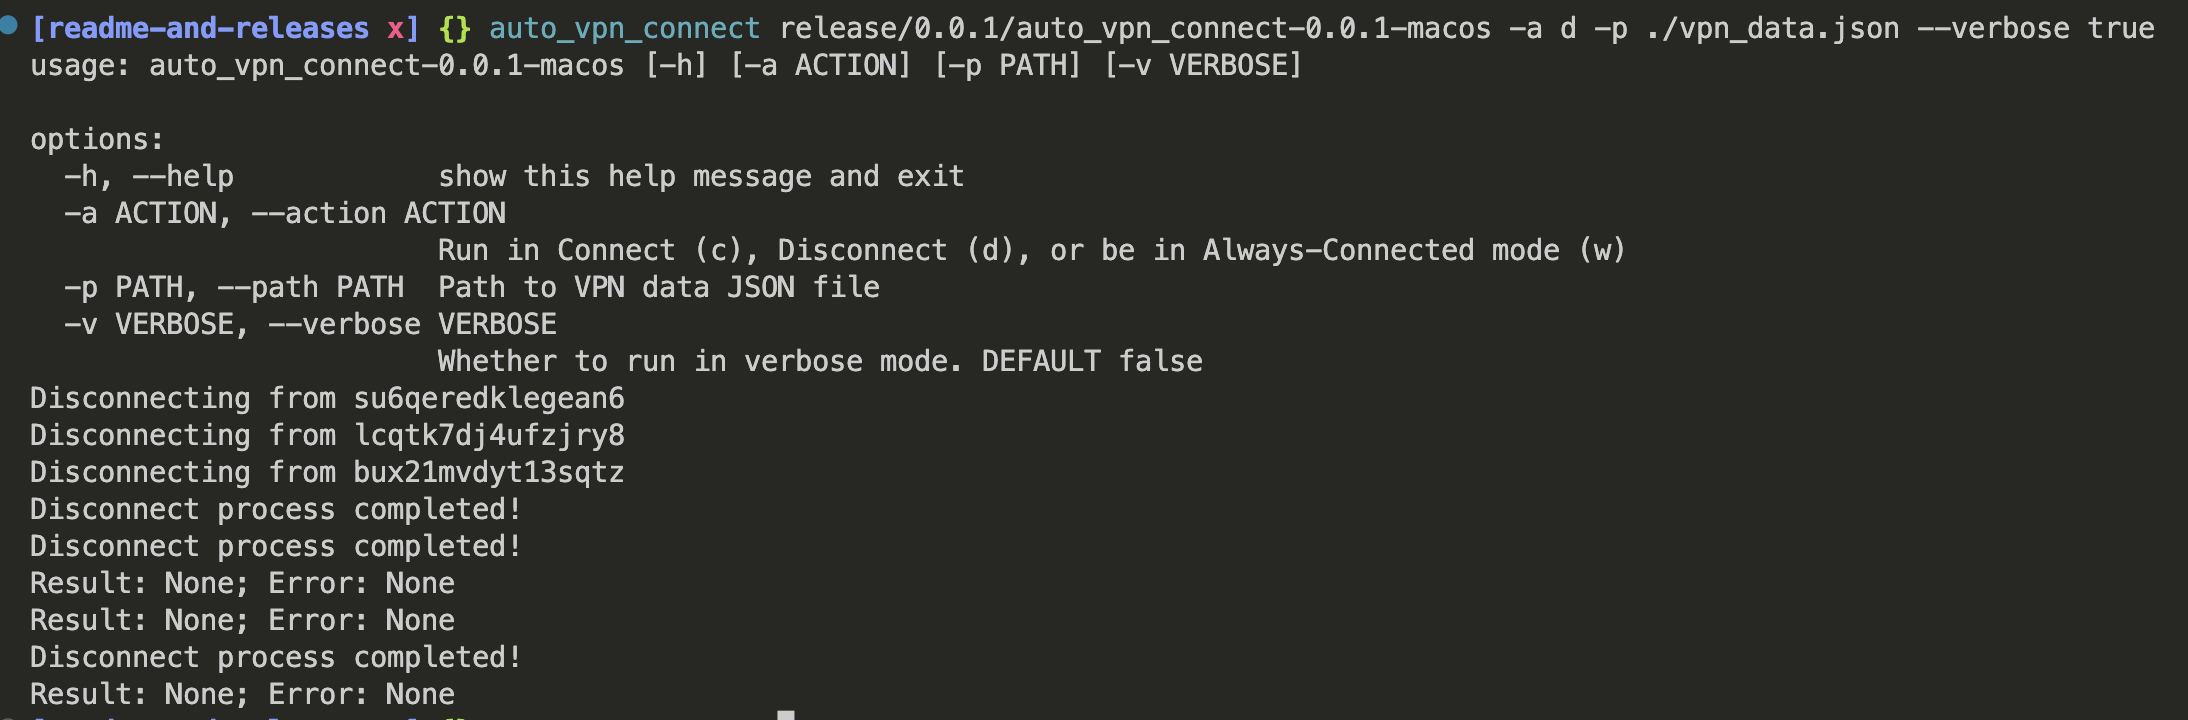 [readme-and-releases x] {} auto_vpn_connect release/0.0.1/auto_vpn_connect-0.0.1-macos -a d -p ./vpn_data.json --verbose true
usage: auto_vpn_connect-0.0.1-macos [-h] [-a ACTION] [-p PATH] [-v VERBOSE]
options:
-h, --help show this help message and exit
-a ACTION, --action ACTION
Run in Connect (c), Disconnect (d), or be in Always-Connected mode (w)
-p PATH, --path PATH Path to VPN data JSON file
-v VERBOSE, --verbose VERBOSE
Whether to run in verbose mode. DEFAULT false
Disconnecting from su6qeredklegean6
Disconnecting from lcqtk7dj4ufzjry8
Disconnecting from bux21mvdyt13sqtz
Disconnect process completed!
Disconnect process completed!
Result: None; Error: None
Result: None; Error: None
Disconnect process completed!
Result: None; Error: None